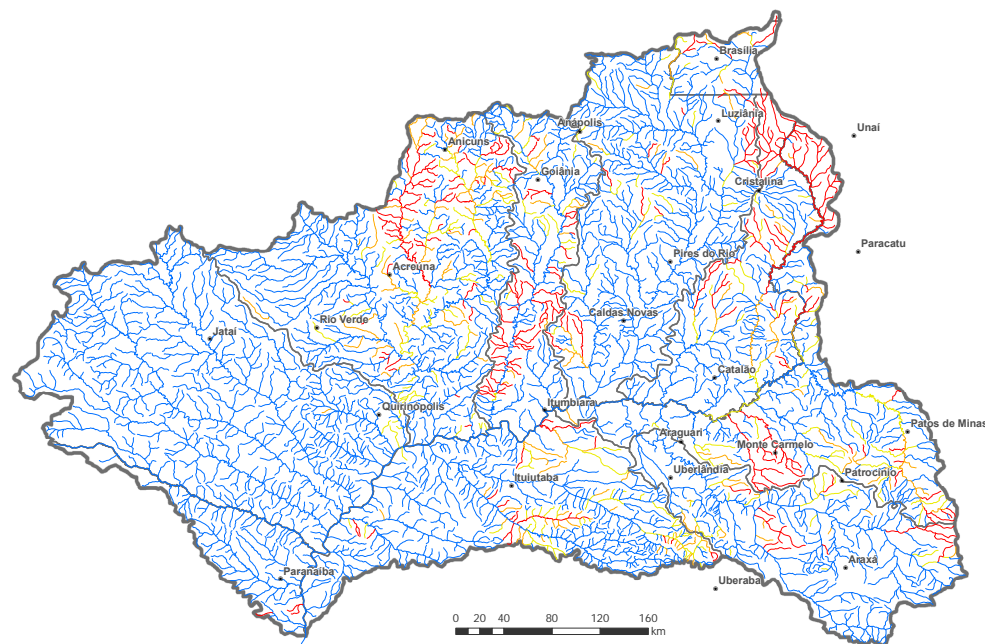 Brasília
Luziânia
Unaí
Anápolis
Anicuns
Goiânia
Cristalina
Paracatu
Pires do Rio
Acreúna
Rio Verde
Caldas Novas
Jataí
Catalão
Quirinópolis
Itumbiara
Patos de Minas
Araguari
Monte Carmelo
Uberlândia
Patrocínio
Ituiutaba
Araxá
Paranaíba
Uberaba
0 20 40 80 120 160
km